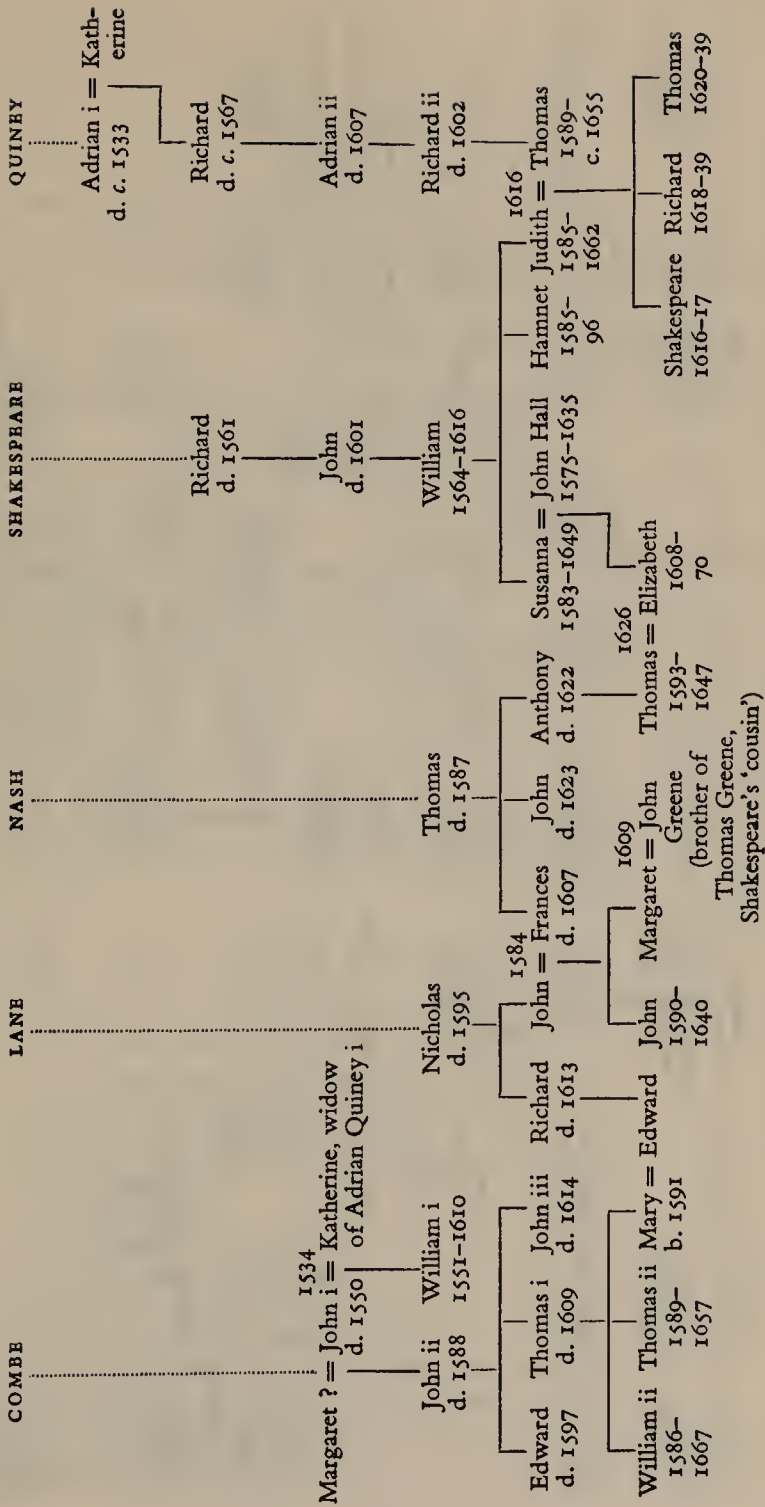 COMBE
Margaret ? = John i = Katherine, widow
1534
d. 1550 of Adrian Quiney i
John ii
d. 1588
William i
1551–1610
Edward
d. 1597
Thomas i
d. 1609
John iii
d. 1614
William ii
1586–
1667
Thomas ii
1589–
1657
Mary = Edward
b. 1591
LANE
Nicholas
d. 1595
Richard
d. 1613
1584
John = Frances
d. 1607
John
1590–
1640
1609
Margaret = John
Greene
(brother of
Thomas Greene,
Shakespeare's 'cousin')
NASH
Thomas
d. 1587
John
d. 1623
Anthony
d. 1622
1626
Thomas = Elizabeth
1593–
1647
1608–
70
SHAKESPEARE
Richard
d. 1561
John
d. 1601
William
1564–1616
Susanna = John Hall
1583–1649
1575–1635
Hamnet
1585–
96
1616
Judith = Thomas
1585–
1662
1589–
c. 1655
Shakespeare
1616–17
Richard
1618–39
Thomas
1620–39
QUINEY
Adrian i = Kath-
d. c. 1533
erine
Richard
d. c. 1567
Adrian ii
d. 1607
Richard ii
d. 1602